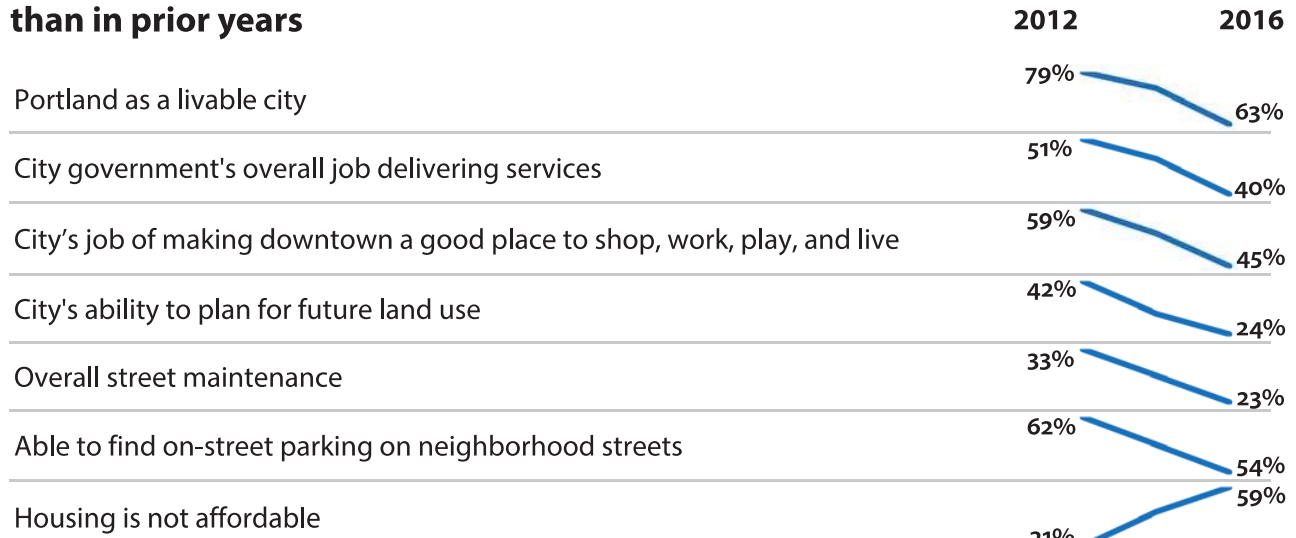 than in prior years 2012 2016
Portland as a livable city 79% 63%
City government's overall job delivering services 51% 40%
City’s job of making downtown a good place to shop, work, play, and live 59% 45%
City's ability to plan for future land use 42% 24%
Overall street maintenance 33% 23%
Able to find on-street parking on neighborhood streets 62% 54%
Housing is not affordable 59%